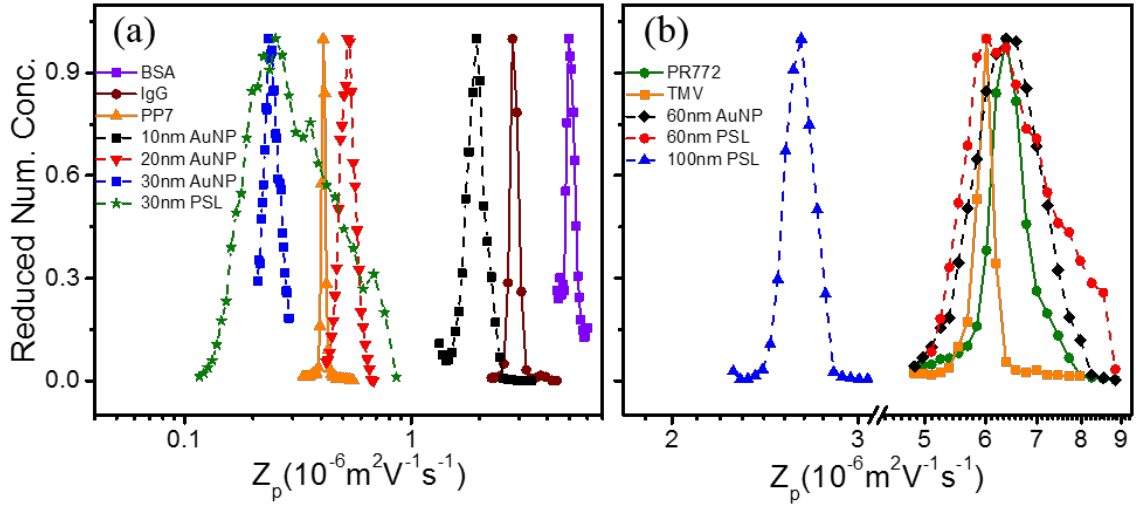 (a)
Reduced Num. Conc.
0.9
0.6
0.3
0.0
BSA
IgG
PP7
10nm AuNP
20nm AuNP
30nm AuNP
30nm PSL
0.1
1
Zₚ(10⁻⁶m²V⁻¹s⁻¹)
(b)
PR772
TMV
60nm AuNP
60nm PSL
100nm PSL
2
3
5
6
7
8
9
Zₚ(10⁻⁶m²V⁻¹s⁻¹)